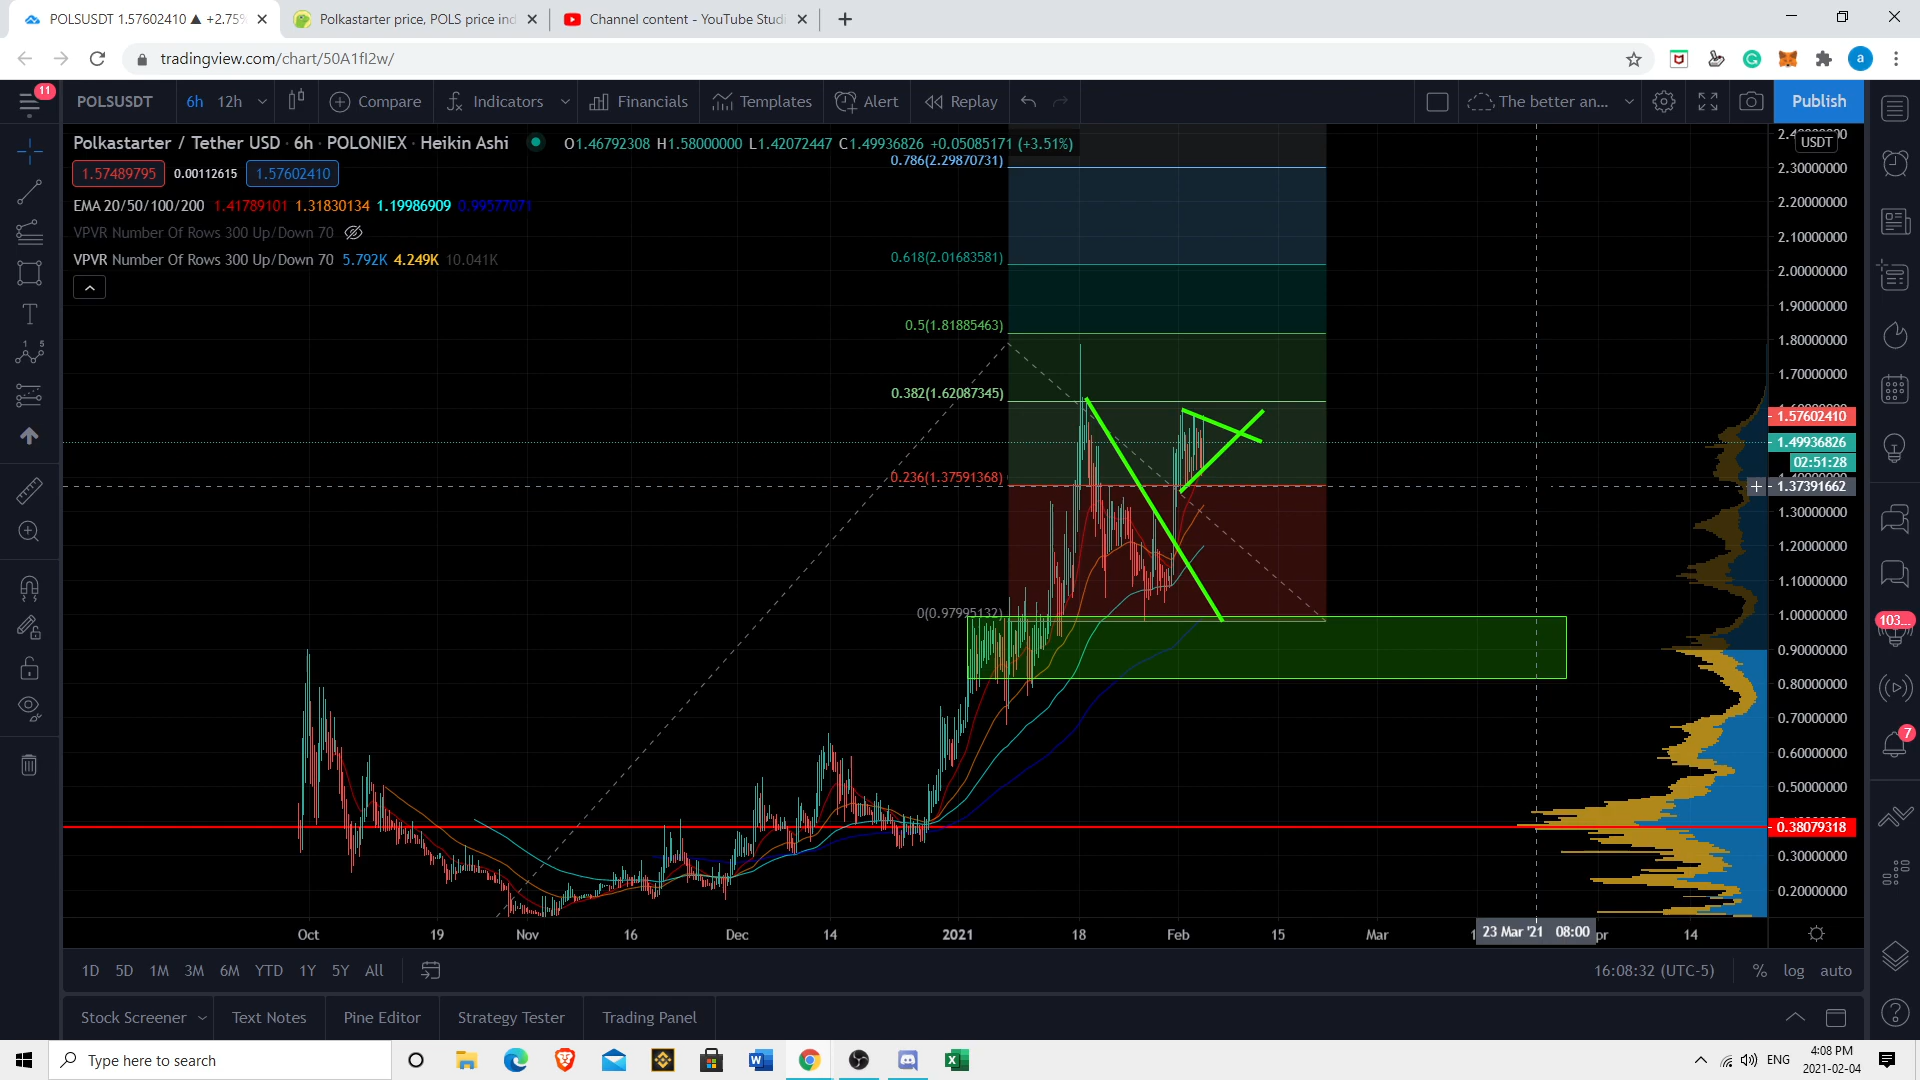 POLSUSDT 1.57602410 ▲ +2.75%
Polkastarter price, POLS price ind
Channel content - YouTube Studi
tradingview.com/chart/50A1fI2w/
a
11
POLSUSDT
6h
12h
Compare
Indicators
Financials
Templates
Alert
Replay
The better an...
Publish
Polkastarter / Tether USD · 6h · POLONIEX · Heikin Ashi
O1.46792308 H1.58000000 L1.42072447 C1.49936826 +0.05085171 (+3.51%)
1.57489795
0.00112615
1.57602410
EMA 20/50/100/200 1.41789101 1.31830134 1.19986909 0.99577071
VPVR Number Of Rows 300 Up/Down 70
VPVR Number Of Rows 300 Up/Down 70 5.792K 4.249K 10.041K
0.786(2.29870731)
0.618(2.01683581)
0.5(1.81885463)
0.382(1.62087345)
0.236(1.37591368)
0(0.97995132)
USDT
2.30000000
2.20000000
2.10000000
2.00000000
1.90000000
1.80000000
1.70000000
1.57602410
1.49936826
02:51:28
1.37391662
1.30000000
1.20000000
1.10000000
1.00000000
0.90000000
0.80000000
0.70000000
0.60000000
0.50000000
0.38079318
0.30000000
0.20000000
103...
7
Oct
19
Nov
16
Dec
14
2021
18
Feb
15
Mar
23 Mar '21 08:00
14
1D
5D
1M
3M
6M
YTD
1Y
5Y
All
16:08:32 (UTC-5)
%
log
auto
Stock Screener
Text Notes
Pine Editor
Strategy Tester
Trading Panel
Type here to search
ENG
4:08 PM
2021-02-04